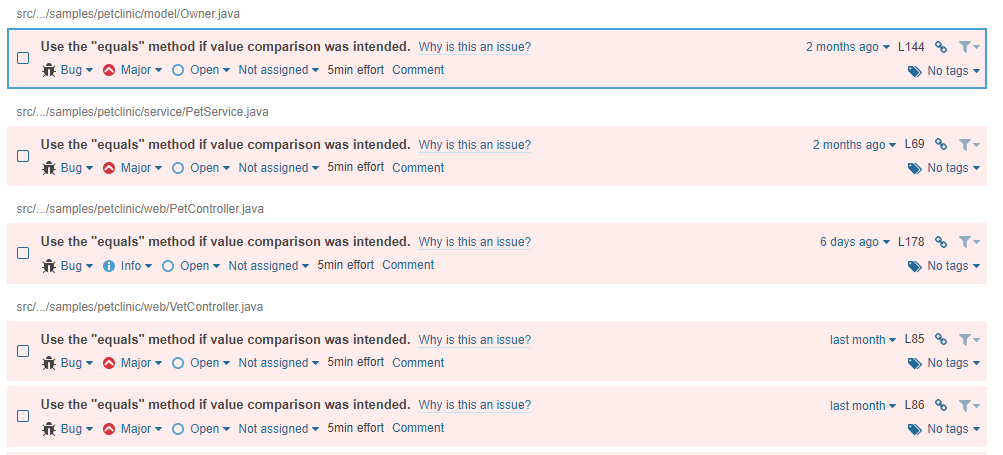 src/.../samples/petclinic/model/Owner.java
Use the "equals" method if value comparison was intended. Why is this an issue? 2 months ago L144
Bug Major Open Not assigned 5min effort Comment No tags
src/.../samples/petclinic/service/PetService.java
Use the "equals" method if value comparison was intended. Why is this an issue? 2 months ago L69
Bug Major Open Not assigned 5min effort Comment No tags
src/.../samples/petclinic/web/PetController.java
Use the "equals" method if value comparison was intended. Why is this an issue? 6 days ago L178
Bug Info Open Not assigned 5min effort Comment No tags
src/.../samples/petclinic/web/VetController.java
Use the "equals" method if value comparison was intended. Why is this an issue? last month L85
Bug Major Open Not assigned 5min effort Comment No tags
Use the "equals" method if value comparison was intended. Why is this an issue? last month L86
Bug Major Open Not assigned 5min effort Comment No tags